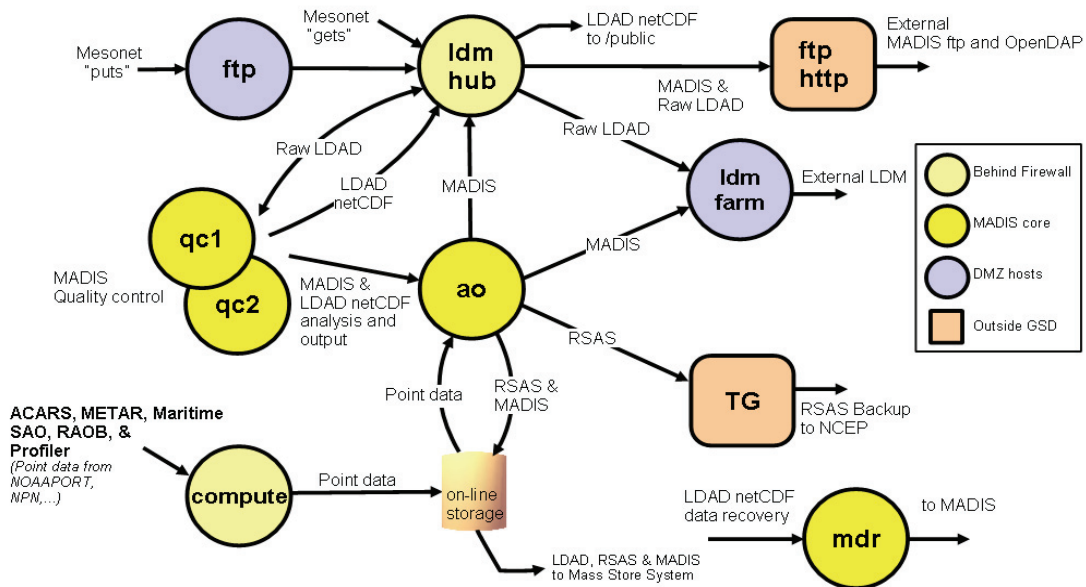 Mesonet
"puts"
ftp
Mesonet
"gets"
ldm
hub
LDAD netCDF
to /public
MADIS &
Raw LDAD
ftp
http
External
MADIS ftp and OpenDAP
Raw LDAD
LDAD
netCDF
MADIS
Raw LDAD
ldm
farm
External LDM
MADIS
qc1
qc2
MADIS
Quality control
MADIS &
LDAD netCDF
analysis and
output
ao
RSAS
TG
RSAS Backup
to NCEP
Point data
RSAS &
MADIS
ACARS, METAR, Maritime
SAO, RAOB, &
Profiler
(Point data from
NOAAPORT,
NPN,...)
compute
Point data
on-line
storage
LDAD, RSAS & MADIS
to Mass Store System
LDAD netCDF
data recovery
mdr
to MADIS
Behind Firewall
MADIS core
DMZ hosts
Outside GSD